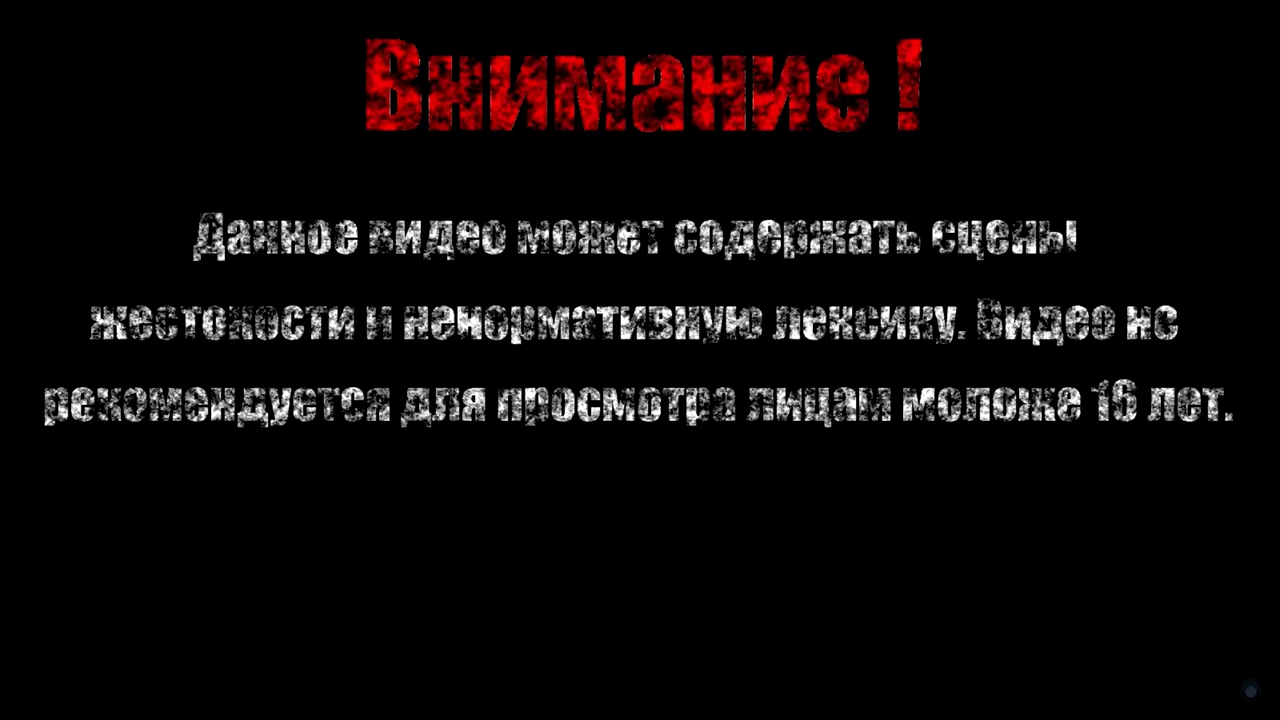 Внимание !
Данное видео может содержать сцены
жестокости и ненормативную лексику. Видео не
рекомендуется для просмотра лицам моложе 16 лет.